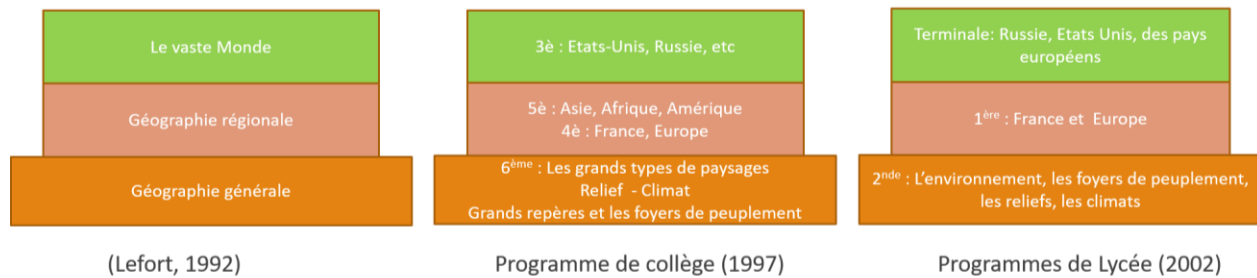 Le vaste Monde
Géographie régionale
Géographie générale
(Lefort, 1992)
3è : Etats-Unis, Russie, etc
5è : Asie, Afrique, Amérique
4è : France, Europe
6ème : Les grands types de paysages
Relief - Climat
Grands repères et les foyers de peuplement
Programme de collège (1997)
Terminale: Russie, Etats Unis, des pays
européens
1ère : France et Europe
2nde : L'environnement, les foyers de peuplement,
les reliefs, les climats
Programmes de Lycée (2002)